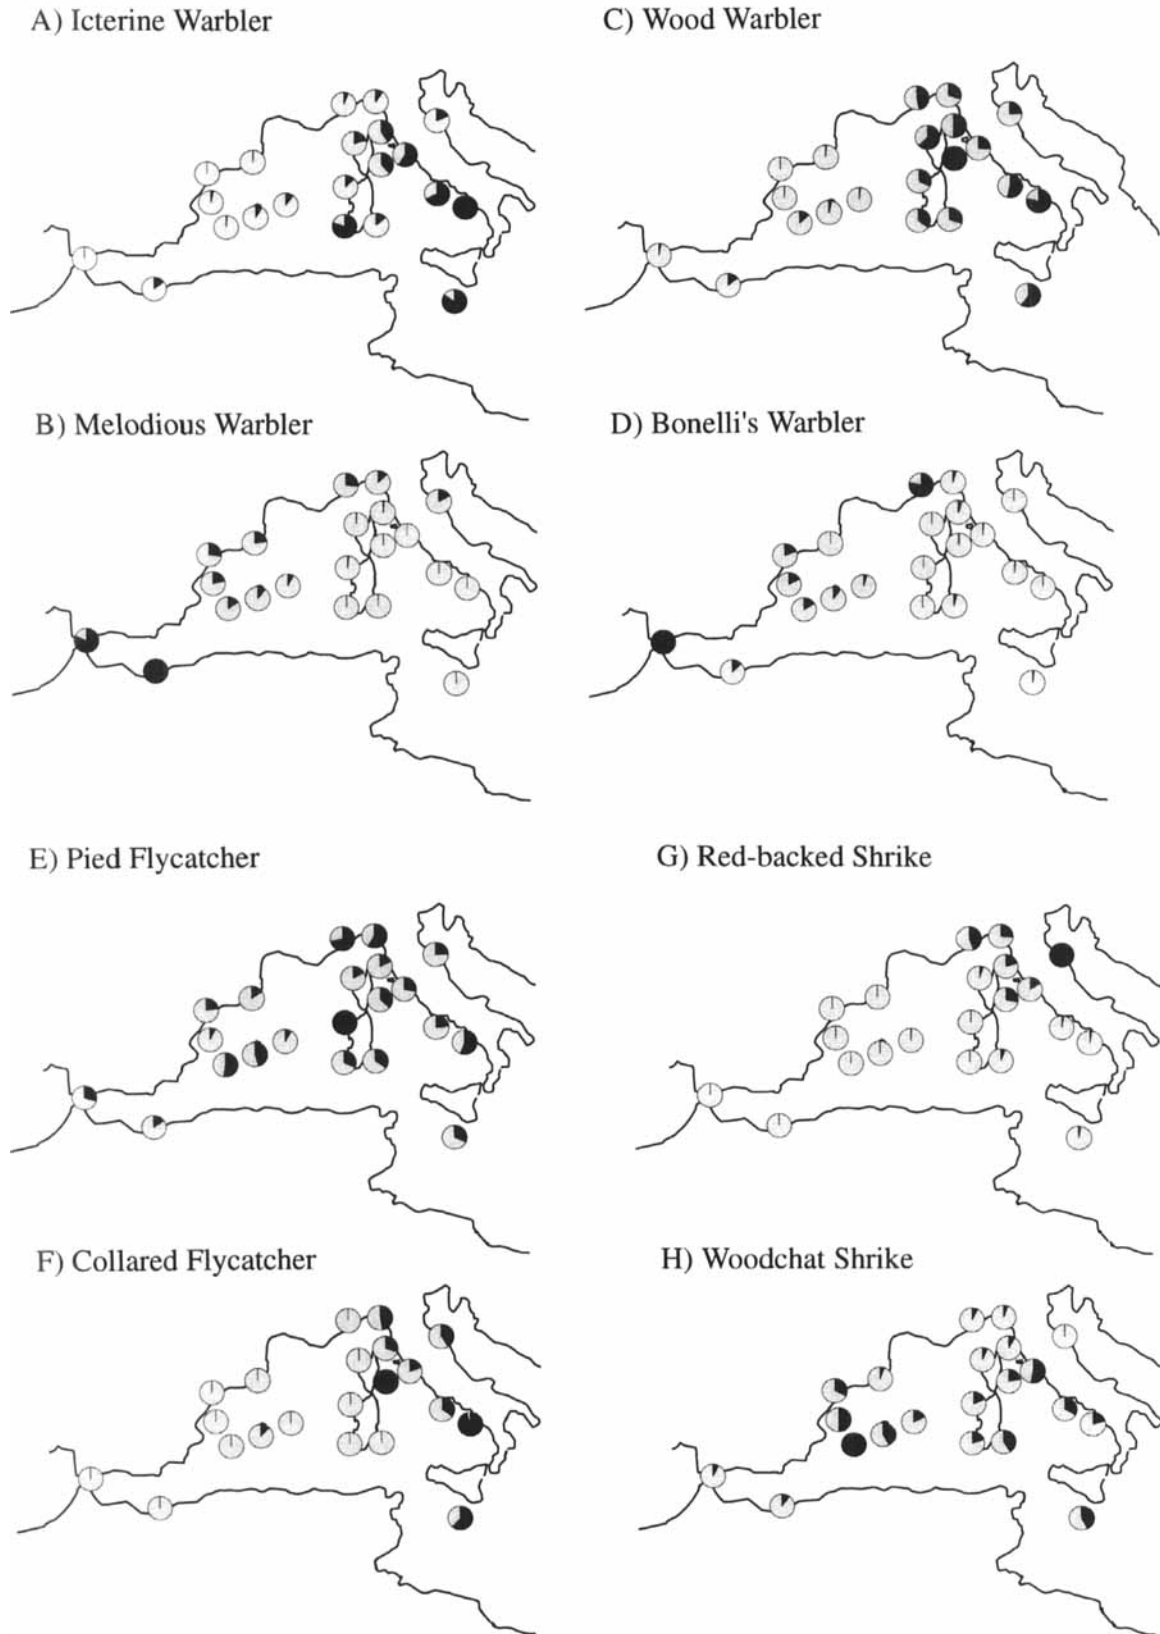 A) Icterine Warbler
C) Wood Warbler
B) Melodious Warbler
D) Bonelli's Warbler
E) Pied Flycatcher
G) Red-backed Shrike
F) Collared Flycatcher
H) Woodchat Shrike